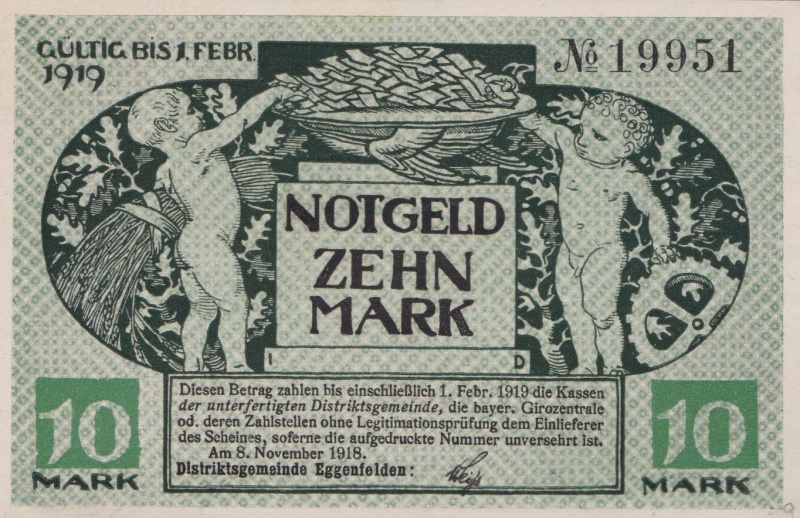 GÜLTIG BIS 1. FEBR.
1919
№ 19951
NOTGELD
ZEHN
MARK
I D
Diesen Betrag zahlen bis einschließlich 1. Febr. 1919 die Kassen
der unterfertigten Distriktsgemeinde, die bayer. Girozentrale
od. deren Zahlstellen ohne Legitimationsprüfung dem Einlieferer
des Scheines, soferne die aufgedruckte Nummer unversehrt ist.
Am 8. November 1918.
Distriktsgemeinde Eggenfelden:
10
MARK
10
MARK